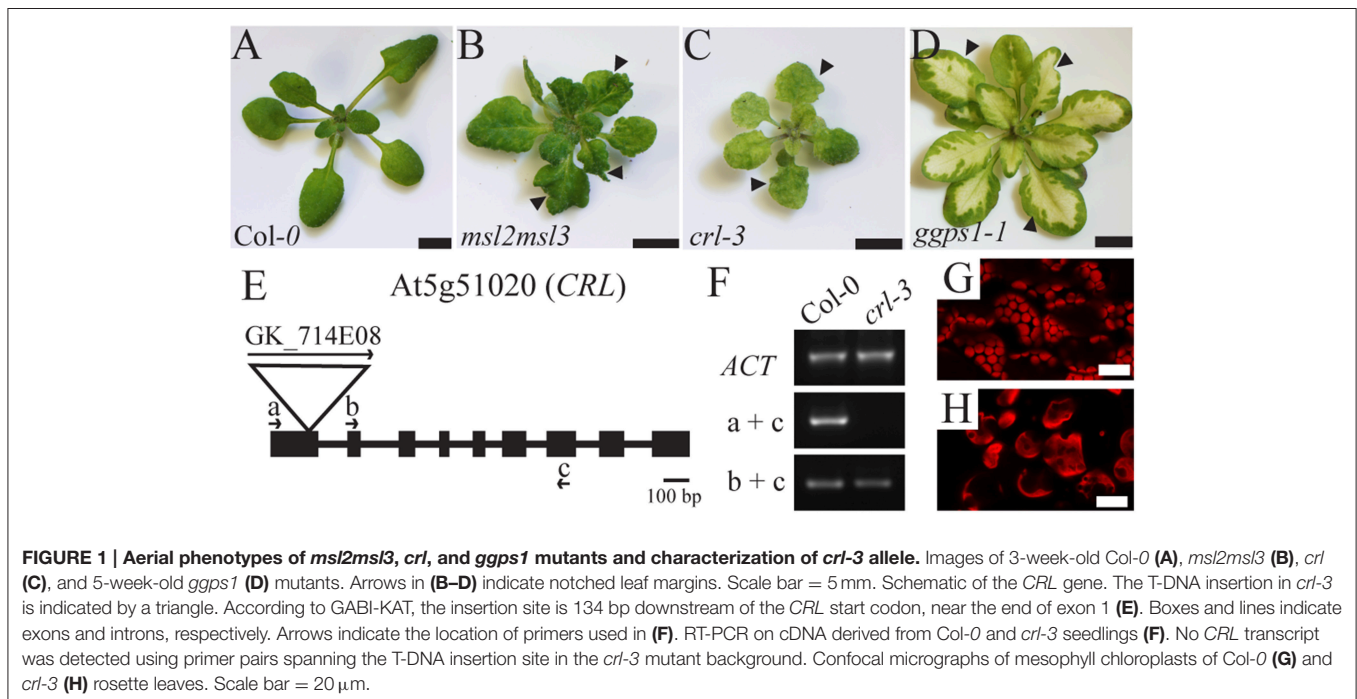 A
B
C
D
Col-0
msl2msl3
crl-3
ggps1-1
E
At5g51020 (CRL)
GK_714E08
a
b
c
100 bp
F
Col-0
crl-3
ACT
a + c
b + c
G
H
FIGURE 1 | Aerial phenotypes of msl2msl3, crl, and ggps1 mutants and characterization of crl-3 allele. Images of 3-week-old Col-0 (A), msl2msl3 (B), crl
(C), and 5-week-old ggps1 (D) mutants. Arrows in (B–D) indicate notched leaf margins. Scale bar = 5 mm. Schematic of the CRL gene. The T-DNA insertion in crl-3
is indicated by a triangle. According to GABI-KAT, the insertion site is 134 bp downstream of the CRL start codon, near the end of exon 1 (E). Boxes and lines indicate
exons and introns, respectively. Arrows indicate the location of primers used in (F). RT-PCR on cDNA derived from Col-0 and crl-3 seedlings (F). No CRL transcript
was detected using primer pairs spanning the T-DNA insertion site in the crl-3 mutant background. Confocal micrographs of mesophyll chloroplasts of Col-0 (G) and
crl-3 (H) rosette leaves. Scale bar = 20 μm.